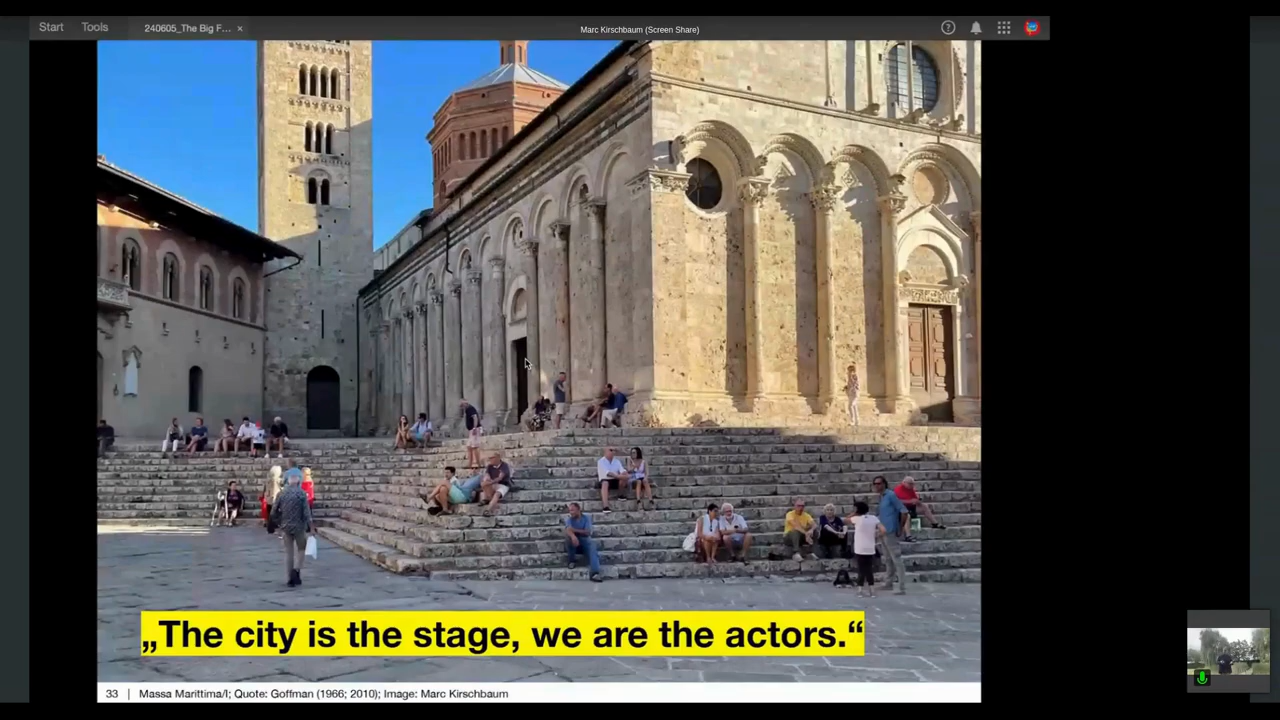 Start
Tools
240605_The Big F... ×
Marc Kirschbaum (Screen Share)
„The city is the stage, we are the actors.“
33 | Massa Marittima/I; Quote: Goffman (1966; 2010); Image: Marc Kirschbaum